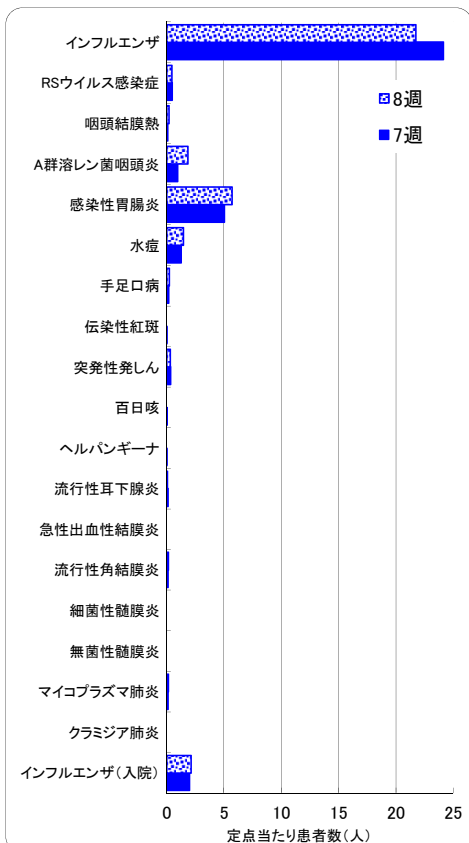 インフルエンザ
RSウイルス感染症
咽頭結膜熱
A群溶レン菌咽頭炎
感染性胃腸炎
水痘
手足口病
伝染性紅斑
突発性発しん
百日咳
ヘルパンギーナ
流行性耳下腺炎
急性出血性結膜炎
流行性角結膜炎
細菌性髄膜炎
無菌性髄膜炎
マイコプラズマ肺炎
クラミジア肺炎
インフルエンザ(入院)
8週
7週
0 5 10 15 20 25
定点当たり患者数(人)